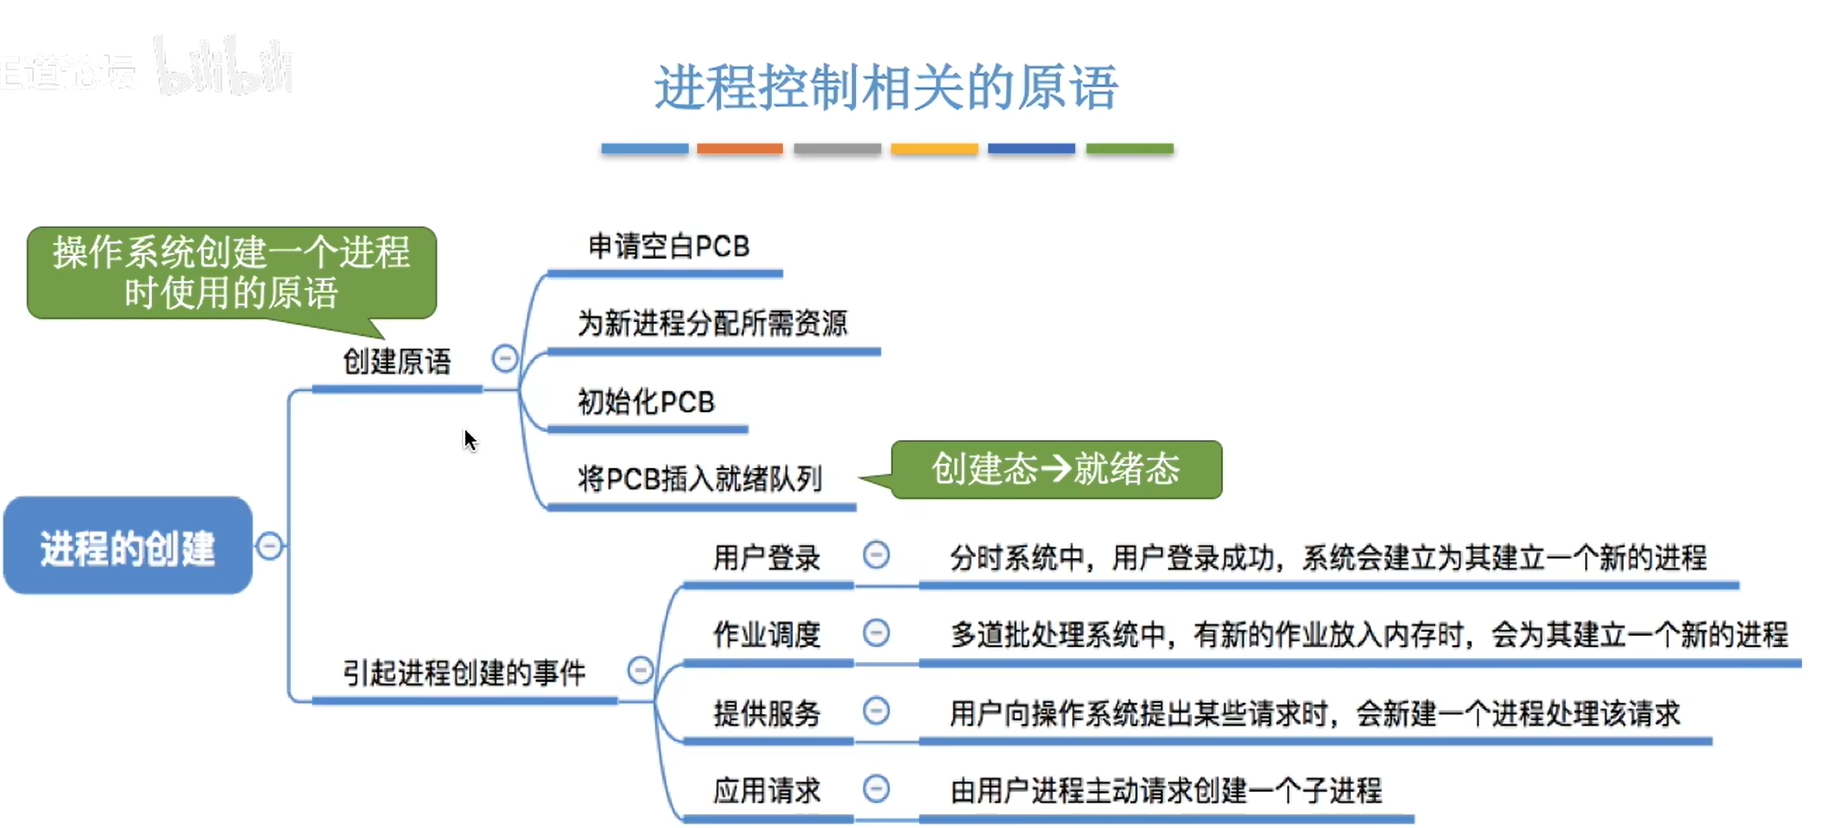 王道论坛 bilibili
进程控制相关的原语
操作系统创建一个进程
时使用的原语
创建原语
申请空白PCB
为新进程分配所需资源
初始化PCB
将PCB插入就绪队列
创建态→就绪态
进程的创建
引起进程创建的事件
用户登录
分时系统中，用户登录成功，系统会建立为其建立一个新的进程
作业调度
多道批处理系统中，有新的作业放入内存时，会为其建立一个新的进程
提供服务
用户向操作系统提出某些请求时，会新建一个进程处理该请求
应用请求
由用户进程主动请求创建一个子进程